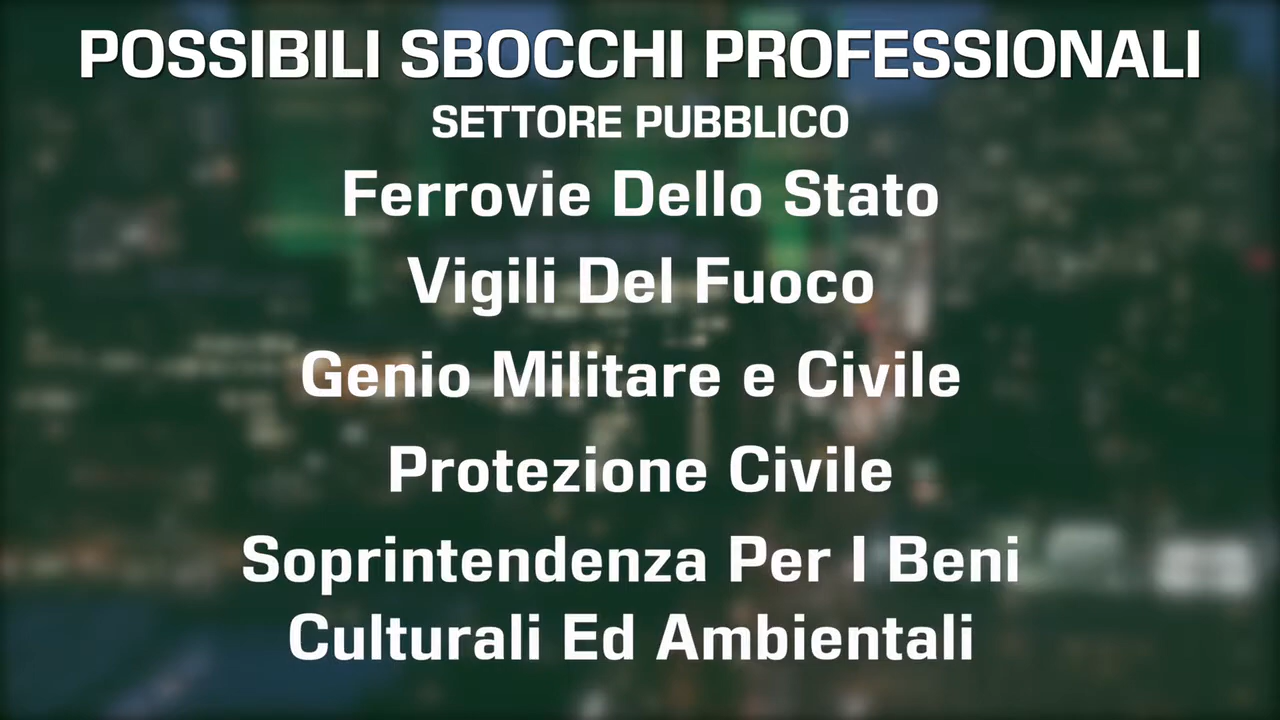 POSSIBILI SBOCCHI PROFESSIONALI
SETTORE PUBBLICO
Ferrovie Dello Stato
Vigili Del Fuoco
Genio Militare e Civile
Protezione Civile
Soprintendenza Per I Beni
Culturali Ed Ambientali